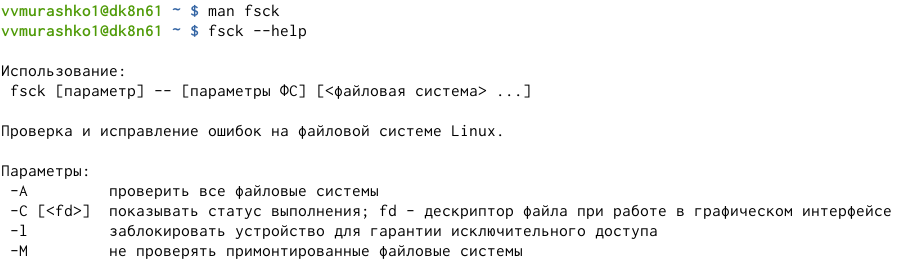 vvmurashko1@dk8n61 ~ $ man fsck
vvmurashko1@dk8n61 ~ $ fsck --help
Использование:
fsck [параметр] -- [параметры ФС] [<файловая система> ...]
Проверка и исправление ошибок на файловой системе Linux.
Параметры:
-A проверить все файловые системы
-C [<fd>] показывать статус выполнения; fd - дескриптор файла при работе в графическом интерфейсе
-l заблокировать устройство для гарантии исключительного доступа
-M не проверять примонтированные файловые системы